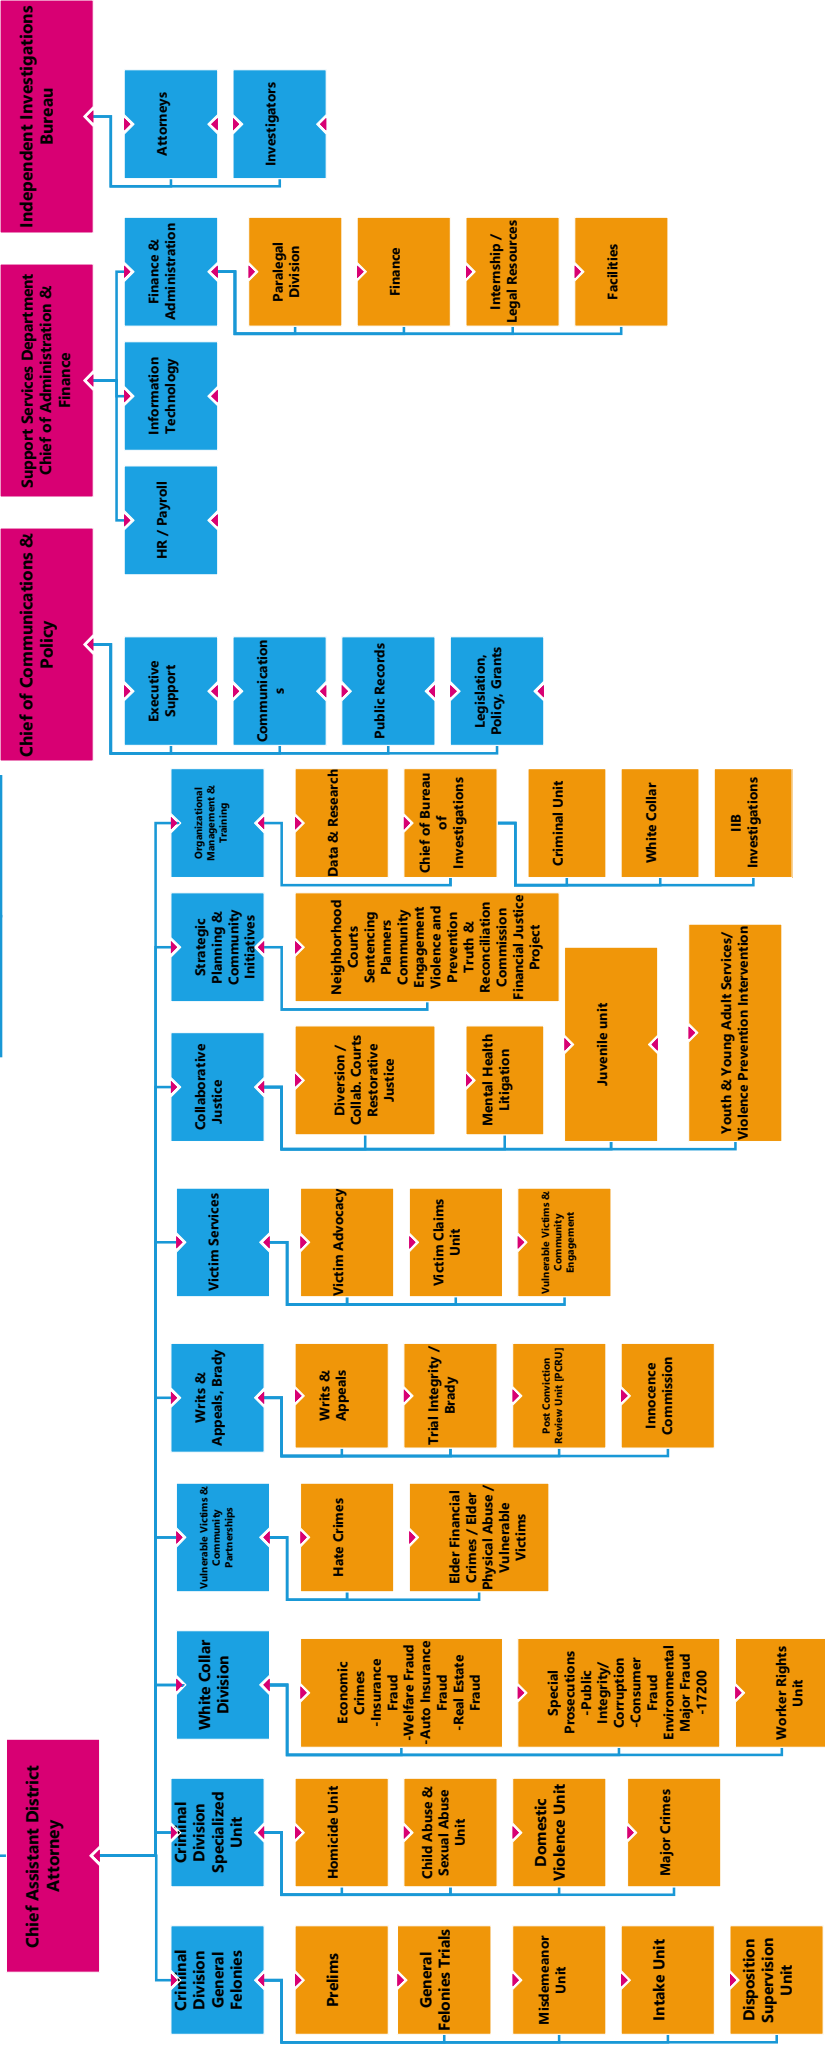 Chief Assistant District
Attorney
Criminal
Division
General
Felonies
Prelims
General
Felonies Trials
Misdemeanor
Unit
Intake Unit
Disposition
Supervision
Unit
Criminal
Division
Specialized
Unit
Homicide Unit
Child Abuse &
Sexual Abuse
Unit
Domestic
Violence Unit
Major Crimes
White Collar
Division
Economic
Crimes
-Insurance
Fraud
-Welfare Fraud
-Auto Insurance
Fraud
-Real Estate
Fraud
Special
Prosecutions
-Public
Integrity/
Corruption
-Consumer
Fraud
Environmental
Major Fraud
-17200
Worker Rights
Unit
Vulnerable Victims &
Community
Partnerships
Hate Crimes
Elder Financial
Crimes / Elder
Physical Abuse /
Vulnerable
Victims
Writs &
Appeals, Brady
Writs &
Appeals
Trial Integrity /
Brady
Post Conviction
Review Unit [PCRU]
Innocence
Commission
Victim Services
Victim Advocacy
Victim Claims
Unit
Vulnerable Victims &
Community
Engagement
Collaborative
Justice
Diversion /
Collab. Courts
Restorative
Justice
Mental Health
Litigation
Juvenile unit
Youth & Young Adult Services/
Violence Prevention Intervention
Strategic
Planning &
Community
Initiatives
Neighborhood
Courts
Sentencing
Planners
Community
Engagement
Violence and
Prevention
Truth &
Reconciliation
Commission
Financial Justice
Project
Organizational
Management &
Training
Data & Research
Chief of Bureau
of
Investigations
Criminal Unit
White Collar
IIB
Investigations
Chief of Communications &
Policy
Executive
Support
Communication
s
Public Records
Legislation,
Policy, Grants
Support Services Department
Chief of Administration &
Finance
HR / Payroll
Information
Technology
Finance &
Administration
Paralegal
Division
Finance
Internship /
Legal Resources
Facilities
Independent Investigations
Bureau
Attorneys
Investigators